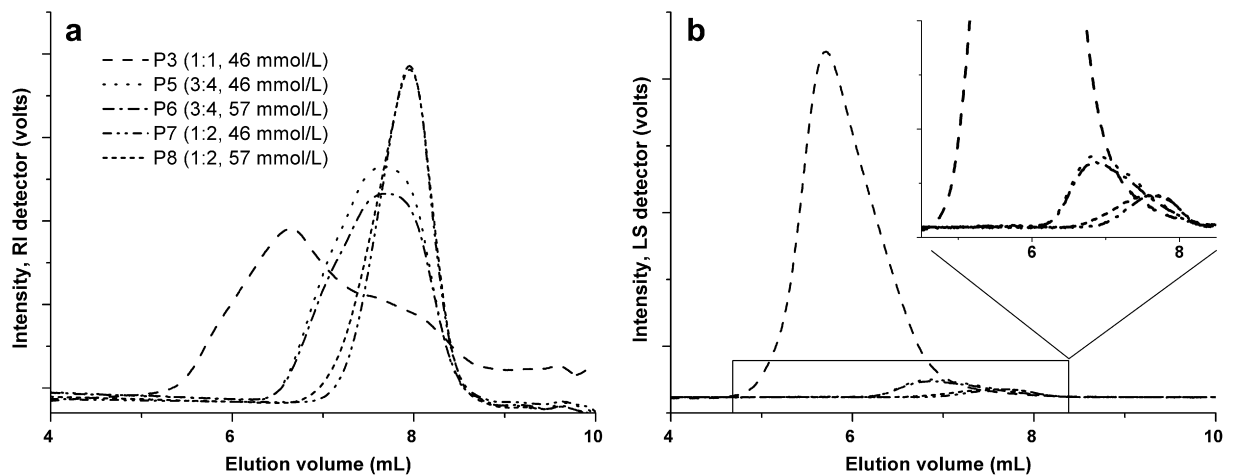 a
P3 (1:1, 46 mmol/L)
P5 (3:4, 46 mmol/L)
P6 (3:4, 57 mmol/L)
P7 (1:2, 46 mmol/L)
P8 (1:2, 57 mmol/L)
Intensity, RI detector (volts)
4 6 8 10
Elution volume (mL)
b
Intensity, LS detector (volts)
6 8
4 6 8 10
Elution volume (mL)